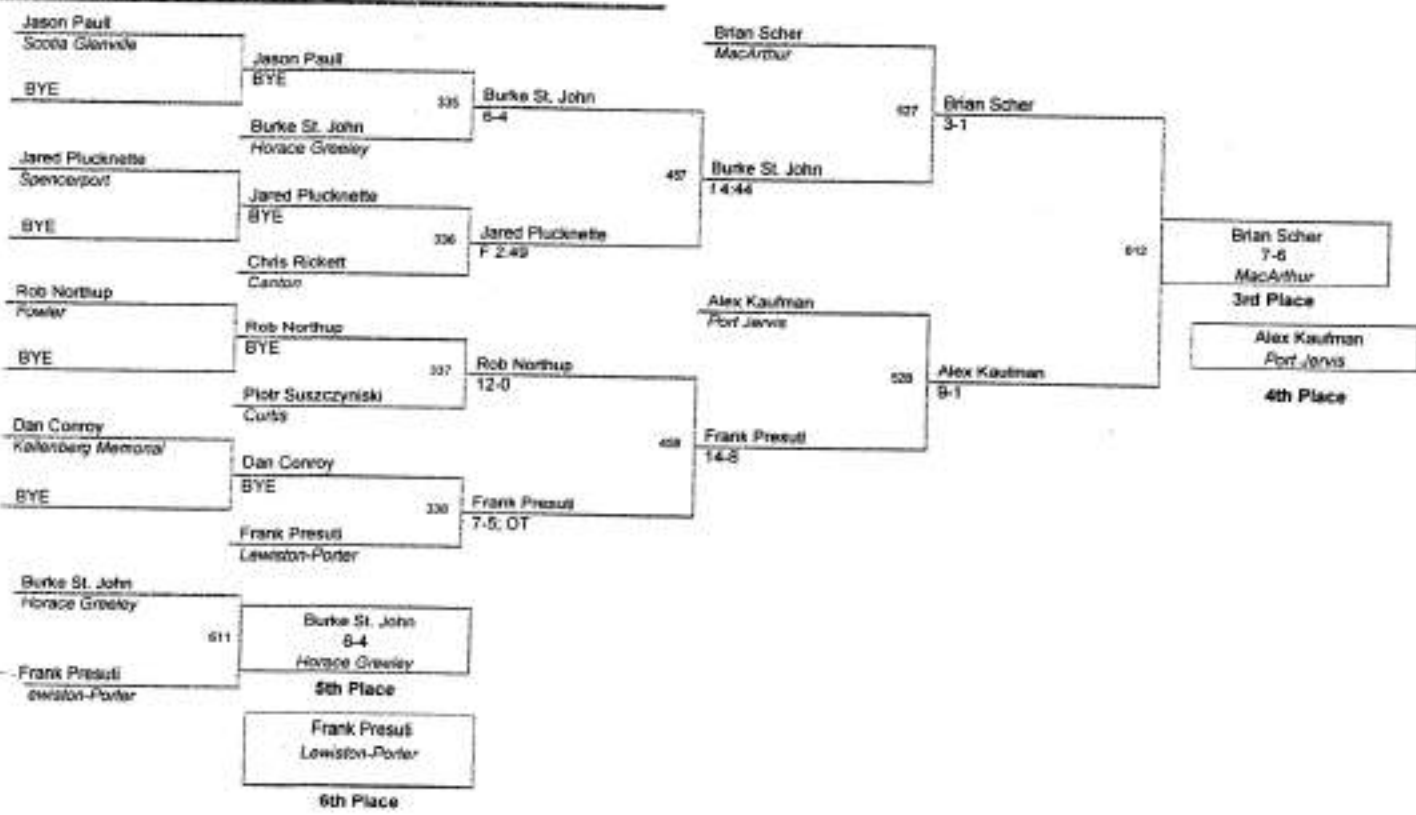 Jason Paull
Scotia Glenville
BYE
Jared Plucknette
Spencerport
BYE
Rob Northup
Fowler
BYE
Dan Conroy
Kellenberg Memorial
BYE
Jason Paull
BYE
335
Burke St. John
Horace Greeley
Jared Plucknette
BYE
336
Chris Rickett
Canton
Rob Northup
BYE
337
Piotr Suszczyniski
Curtis
Dan Conroy
BYE
338
Frank Presuti
Lewiston-Porter
Burke St. John
6-4
457
Jared Plucknette
F 2:49
Rob Northup
12-0
458
Frank Presuti
7-5; OT
Brian Scher
MacArthur
527
Burke St. John
4:44
Alex Kaufman
Port Jervis
528
Frank Presuti
14-8
Brian Scher
3-1
612
Alex Kaufman
9-1
Brian Scher
7-6
MacArthur
3rd Place
Alex Kaufman
Port Jervis
4th Place
Burke St. John
Horace Greeley
611
Frank Presuti
ewiston-Porter
Burke St. John
6-4
Horace Greeley
5th Place
Frank Presuti
Lewiston-Porter
6th Place